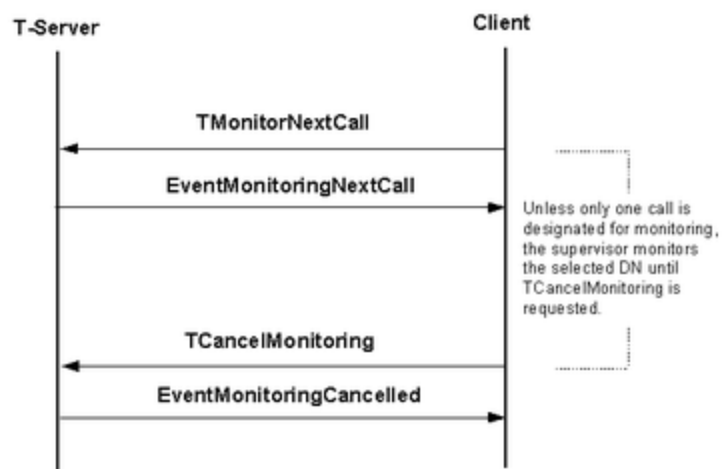 T-Server
Client
TMonitorNextCall
EventMonitoringNextCall
Unless only one call is
designated for monitoring,
the supervisor monitors
the selected DN until
TCancelMonitoring is
requested.
TCancelMonitoring
EventMonitoringCancelled